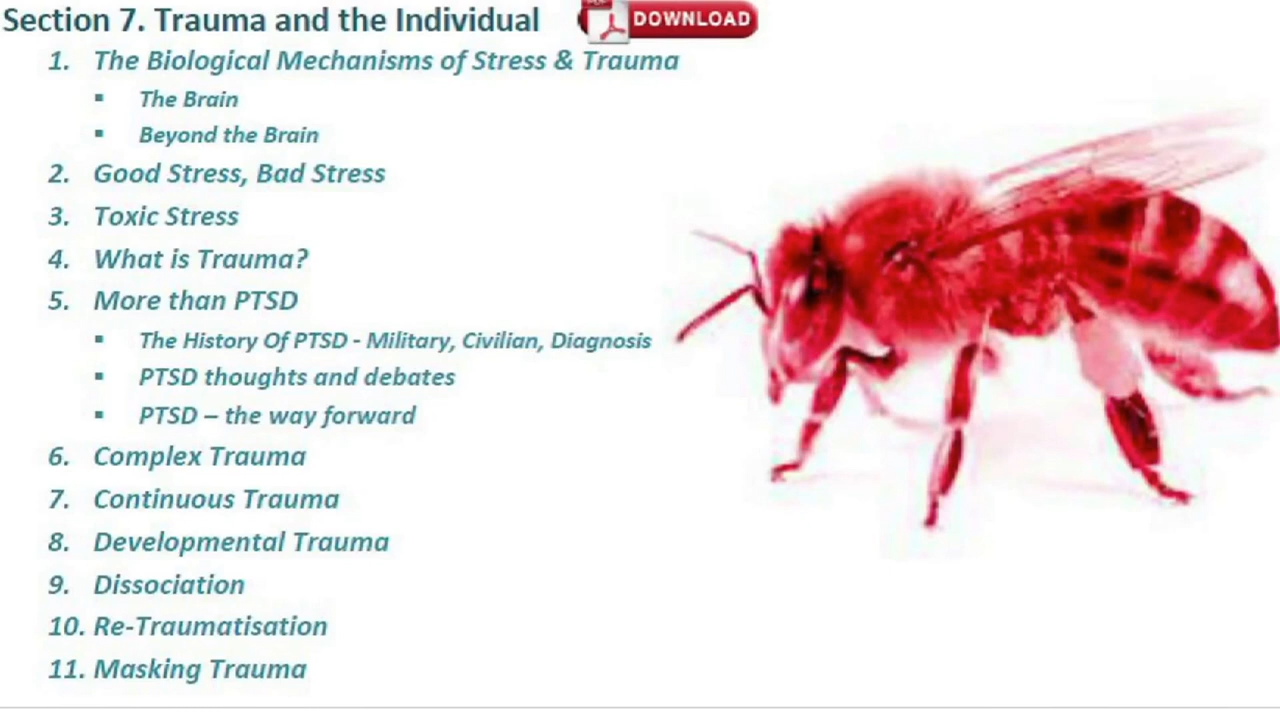 Section 7. Trauma and the Individual DOWNLOAD
1. The Biological Mechanisms of Stress & Trauma
▪ The Brain
▪ Beyond the Brain
2. Good Stress, Bad Stress
3. Toxic Stress
4. What is Trauma?
5. More than PTSD
▪ The History Of PTSD - Military, Civilian, Diagnosis
▪ PTSD thoughts and debates
▪ PTSD – the way forward
6. Complex Trauma
7. Continuous Trauma
8. Developmental Trauma
9. Dissociation
10. Re-Traumatisation
11. Masking Trauma